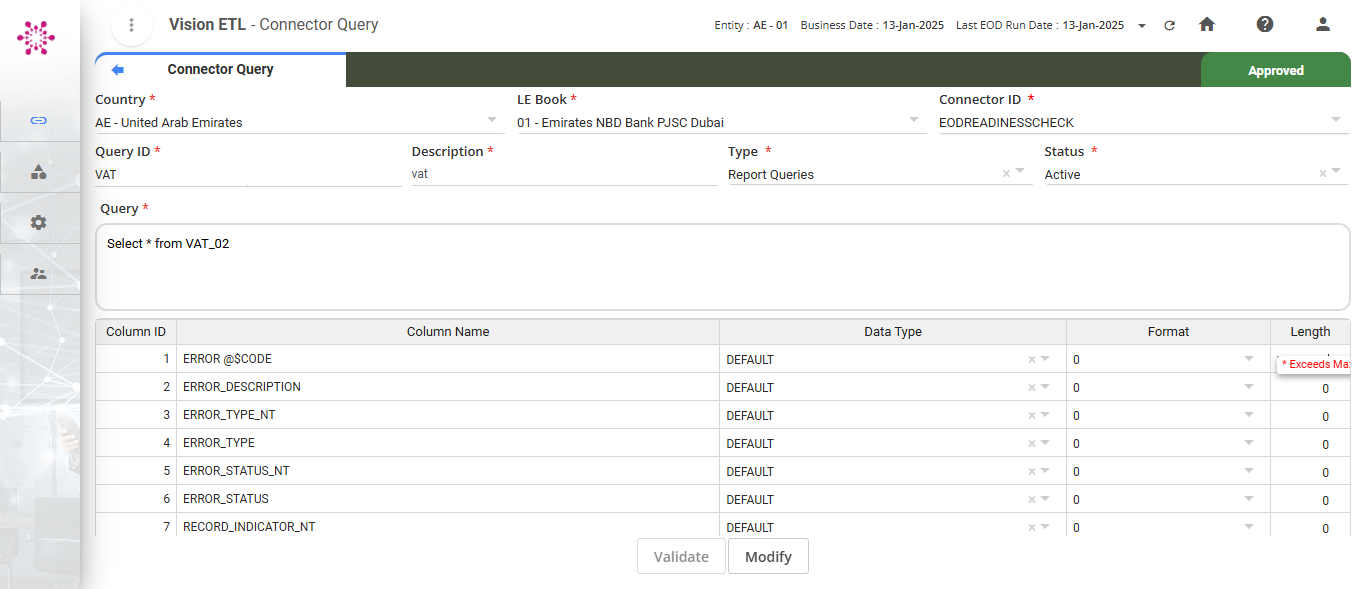 Vision ETL - Connector Query
Entity : AE - 01 Business Date : 13-Jan-2025 Last EOD Run Date : 13-Jan-2025
Connector Query
Approved
Country *
LE Book *
Connector ID *
AE - United Arab Emirates
01 - Emirates NBD Bank PJSC Dubai
EODREADINESSCHECK
Query ID *
Description *
Type *
Status *
VAT
vat
Report Queries
Active
Query *
Select * from VAT_02
Column ID Column Name Data Type Format Length
1 ERROR @$CODE DEFAULT 0
* Exceeds Ma
2 ERROR_DESCRIPTION DEFAULT 0 0
3 ERROR_TYPE_NT DEFAULT 0 0
4 ERROR_TYPE DEFAULT 0 0
5 ERROR_STATUS_NT DEFAULT 0 0
6 ERROR_STATUS DEFAULT 0 0
7 RECORD_INDICATOR_NT DEFAULT 0 0
Validate Modify